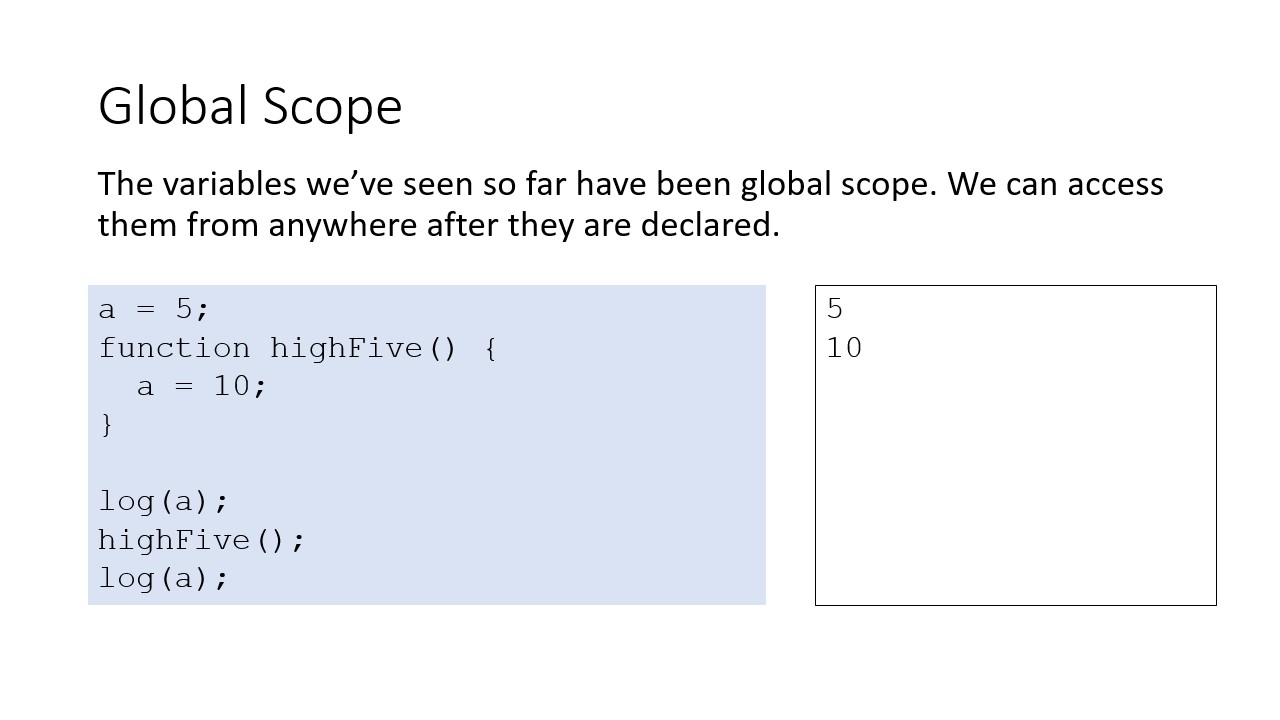 Global Scope
The variables we’ve seen so far have been global scope. We can access
them from anywhere after they are declared.
a = 5;
function highFive() {
  a = 10;
}
log(a);
highFive();
log(a);
5
10